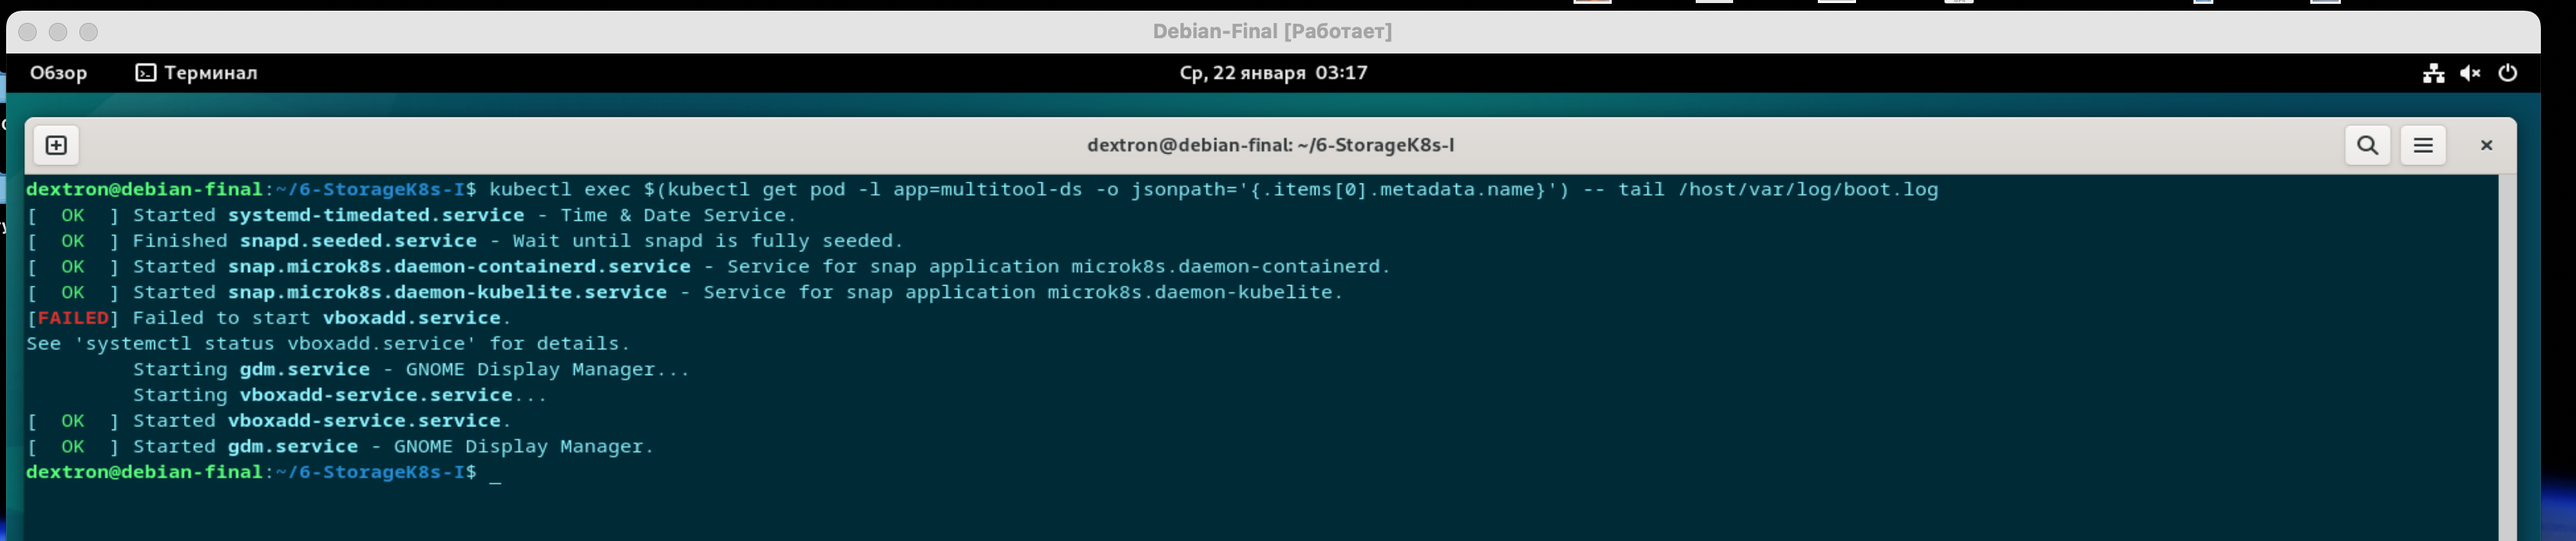 Debian-Final [Работает]
Обзор Терминал Ср, 22 января 03:17
dextron@debian-final: ~/6-StorageK8s-I
dextron@debian-final:~/6-StorageK8s-I$ kubectl exec $(kubectl get pod -l app=multitool-ds -o jsonpath='{.items[0].metadata.name}') -- tail /host/var/log/boot.log
[  OK  ] Started systemd-timedated.service - Time & Date Service.
[  OK  ] Finished snapd.seeded.service - Wait until snapd is fully seeded.
[  OK  ] Started snap.microk8s.daemon-containerd.service - Service for snap application microk8s.daemon-containerd.
[  OK  ] Started snap.microk8s.daemon-kubelite.service - Service for snap application microk8s.daemon-kubelite.
[FAILED] Failed to start vboxadd.service.
See 'systemctl status vboxadd.service' for details.
         Starting gdm.service - GNOME Display Manager...
         Starting vboxadd-service.service...
[  OK  ] Started vboxadd-service.service.
[  OK  ] Started gdm.service - GNOME Display Manager.
dextron@debian-final:~/6-StorageK8s-I$ _